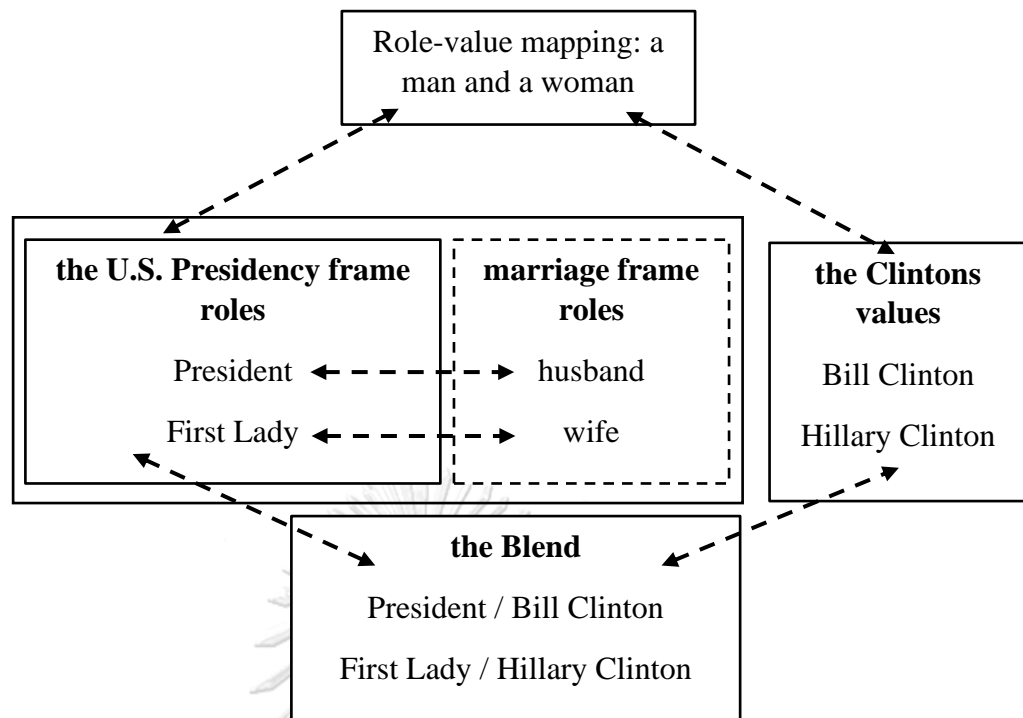 Role-value mapping: a
man and a woman
the U.S. Presidency frame
roles
President
First Lady
marriage frame
roles
husband
wife
the Clintons
values
Bill Clinton
Hillary Clinton
the Blend
President / Bill Clinton
First Lady / Hillary Clinton